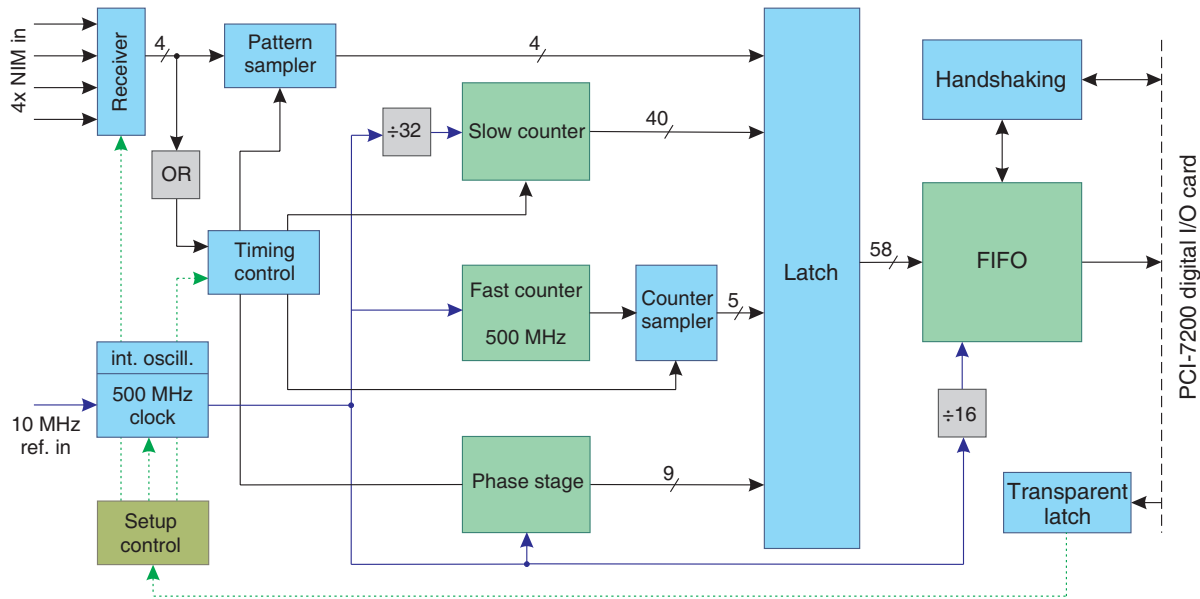 4x NIM in
Receiver
4
Pattern
sampler
4
OR
÷32
Slow counter
40
Timing
control
Fast counter
500 MHz
Counter
sampler
5
Latch
58
Handshaking
FIFO
PCI-7200 digital I/O card
int. oscill.
500 MHz
clock
10 MHz
ref. in
÷16
Phase stage
9
Setup
control
Transparent
latch